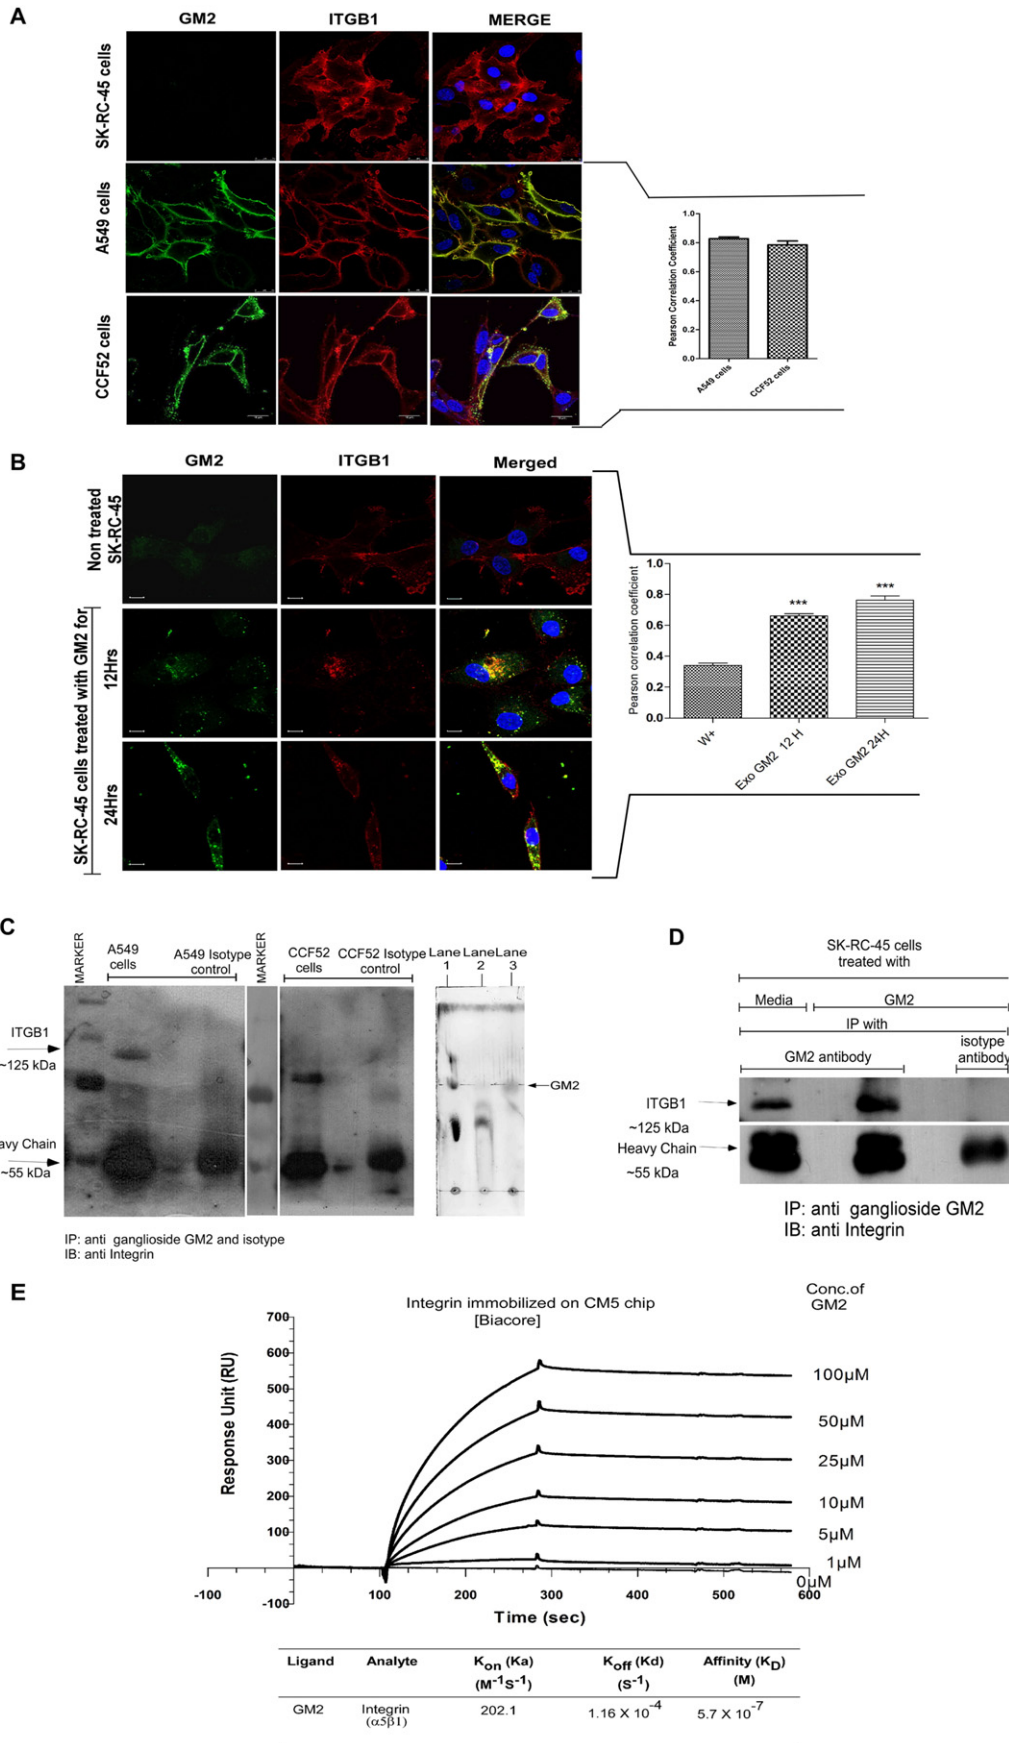 A
GM2
ITGB1
MERGE
SK-RC-45 cells
A549 cells
CCF52 cells
Pearson Correlation Coefficient
1.0
0.8
0.6
0.4
0.2
0.0
A549 cells
CCF52 cells
B
GM2
ITGB1
Merged
Non treated
SK-RC-45
SK-RC-45 cells treated with GM2 for
12Hrs
24Hrs
Pearson correlation coefficient
1.0
0.8
0.6
0.4
0.2
0.0
***
***
W+
Exo GM2 12 H
Exo GM2 24H
C
MARKER
A549
cells
A549 Isotype
control
MARKER
CCF52
cells
CCF52 Isotype
control
Lane Lane Lane
1 2 3
ITGB1
~125 kDa
avy Chain
~55 kDa
GM2
IP: anti ganglioside GM2 and isotype
IB: anti Integrin
D
SK-RC-45 cells
treated with
Media
GM2
IP with
GM2 antibody
isotype
antibody
ITGB1
~125 kDa
Heavy Chain
~55 kDa
IP: anti ganglioside GM2
IB: anti Integrin
E
Integrin immobilized on CM5 chip
[Biacore]
Conc.of
GM2
Response Unit (RU)
700
600
500
400
300
200
100
-100
-100
100
200
300
400
500
600
Time (sec)
100µM
50µM
25µM
10µM
5µM
1µM
0µM
Ligand Analyte Kon (Ka) Koff (Kd) Affinity (KD)
(M-1S-1) (S-1) (M)
GM2 Integrin 202.1 1.16 X 10-4 5.7 X 10-7
(α5β1)